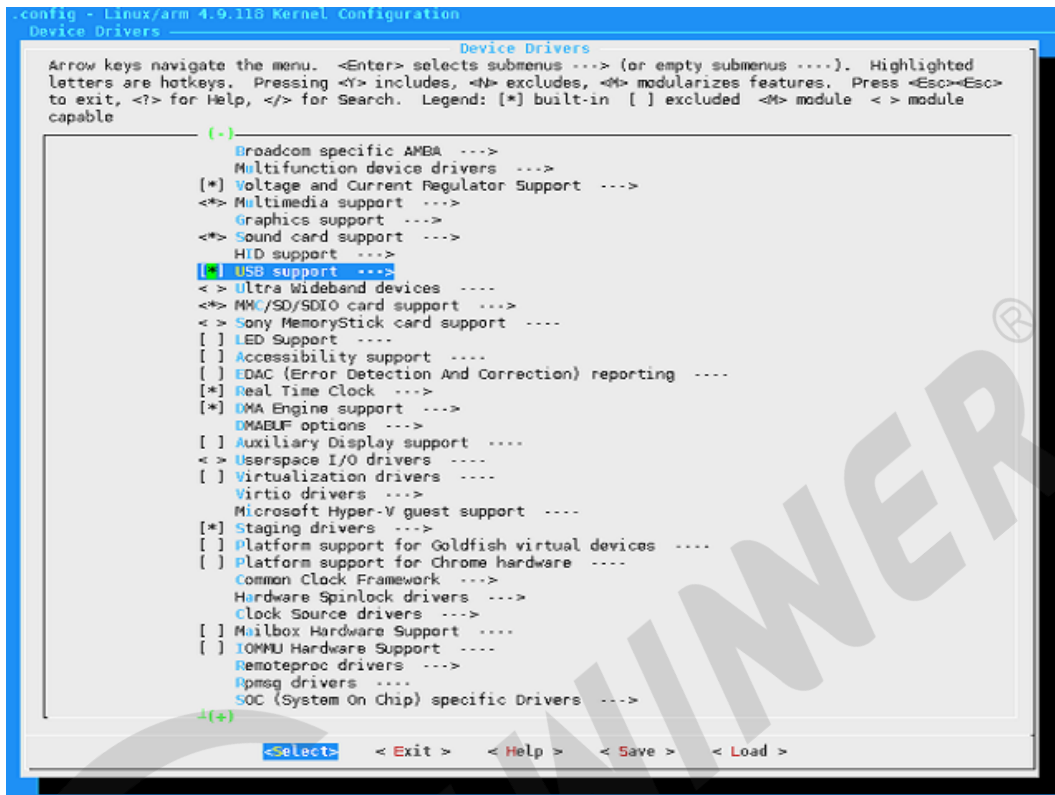 .config - Linux/arm 4.9.118 Kernel Configuration
Device Drivers
Device Drivers
Arrow keys navigate the menu. <Enter> selects submenus ---> (or empty submenus ----). Highlighted
letters are hotkeys. Pressing <Y> includes, <N> excludes, <M> modularizes features. Press <Esc><Esc>
to exit, <?> for Help, </> for Search. Legend: [*] built-in [ ] excluded <M> module < > module
capable
(-)
Broadcom specific AMBA --->
Multifunction device drivers --->
[*] Voltage and Current Regulator Support --->
<*> Multimedia support --->
Graphics support --->
<*> Sound card support --->
HID support --->
[*] USB support --->
< > Ultra Wideband devices ----
<*> MMC/SD/SDIO card support --->
< > Sony MemoryStick card support ----
[ ] LED Support ----
[ ] Accessibility support ----
[ ] EDAC (Error Detection And Correction) reporting ----
[*] Real Time Clock --->
[*] DMA Engine support --->
DMABUF options --->
[ ] Auxiliary Display support ----
< > Userspace I/O drivers ----
[ ] Virtualization drivers ----
Virtio drivers --->
Microsoft Hyper-V guest support ----
[*] Staging drivers --->
[ ] Platform support for Goldfish virtual devices ----
[ ] Platform support for Chrome hardware ----
Common Clock Framework --->
Hardware Spinlock drivers --->
Clock Source drivers --->
[ ] Mailbox Hardware Support ----
[ ] IOMMU Hardware Support ----
Remoteproc drivers --->
Rpmsg drivers ----
SOC (System On Chip) specific Drivers --->
┴(+)
<Select> < Exit > < Help > < Save > < Load >
WINNER®